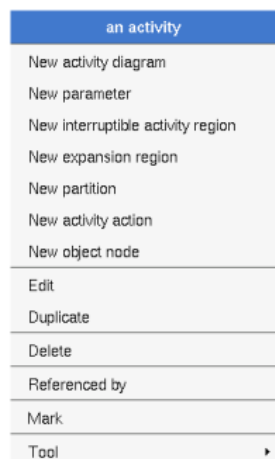 an activity
New activity diagram
New parameter
New interruptible activity region
New expansion region
New partition
New activity action
New object node
Edit
Duplicate
Delete
Referenced by
Mark
Tool